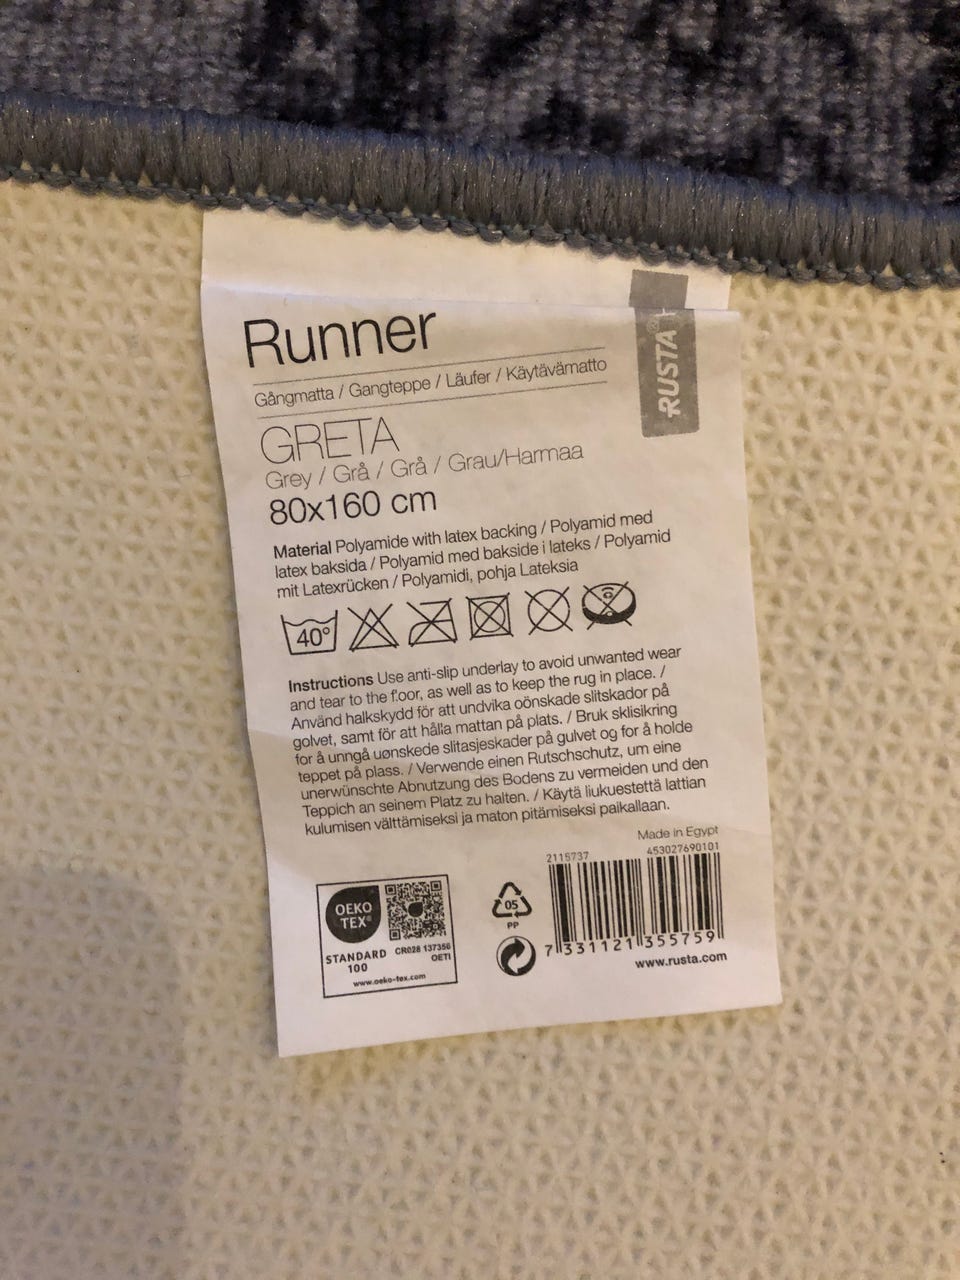 RUSTA®
Runner
Gångmatta / Gangteppe / Läufer / Käytävämatto
GRETA
Grey / Grå / Grå / Grau/Harmaa
80x160 cm
Material Polyamide with latex backing / Polyamid med
latex baksida / Polyamid med bakside i lateks / Polyamid
mit Latexrücken / Polyamidi, pohja Lateksia
40°
Instructions Use anti-slip underlay to avoid unwanted wear
and tear to the floor, as well as to keep the rug in place. /
Använd halkskydd för att undvika oönskade slitskador på
golvet, samt för att hålla mattan på plats. / Bruk sklisikring
for å unngå uønskede slitasjeskader på gulvet og for å holde
teppet på plass. / Verwende einen Rutschschutz, um eine
unerwünschte Abnutzung des Bodens zu vermeiden und den
Teppich an seinem Platz zu halten. / Käytä liukuestettä lattian
kulumisen välttämiseksi ja maton pitämiseksi paikallaan.
Made in Egypt
2115737 453027690101
7 331121 355759
www.rusta.com
05
PP
OEKO
TEX®
STANDARD
100
CR028 137356
OETI
www.oeko-tex.com